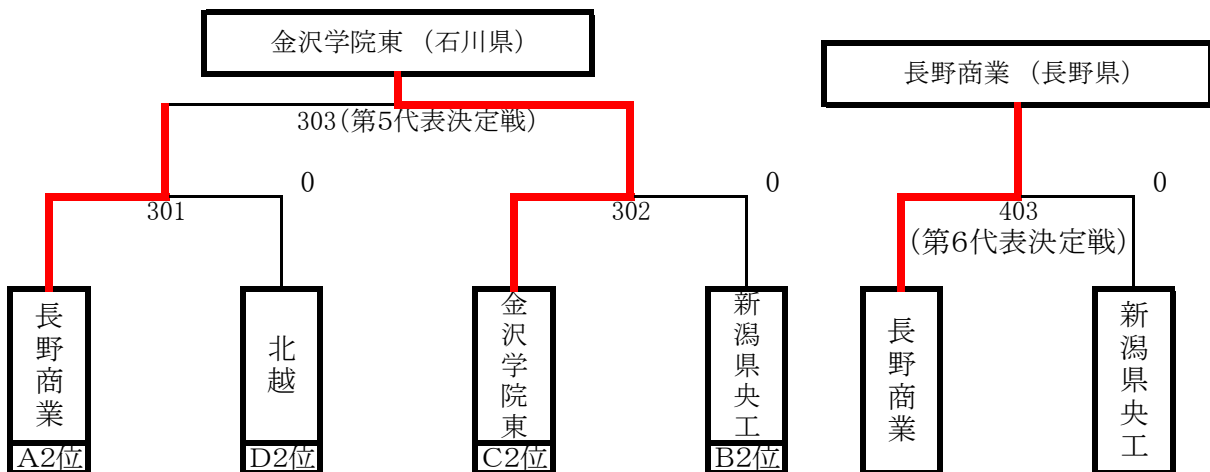 金沢学院東 （石川県）
長野商業 （長野県）
303（第5代表決定戦）
0
0
0
301
302
403
（第6代表決定戦）
長野商業
北越
金沢学院東
新潟県央工
長野商業
新潟県央工
A2位
D2位
C2位
B2位